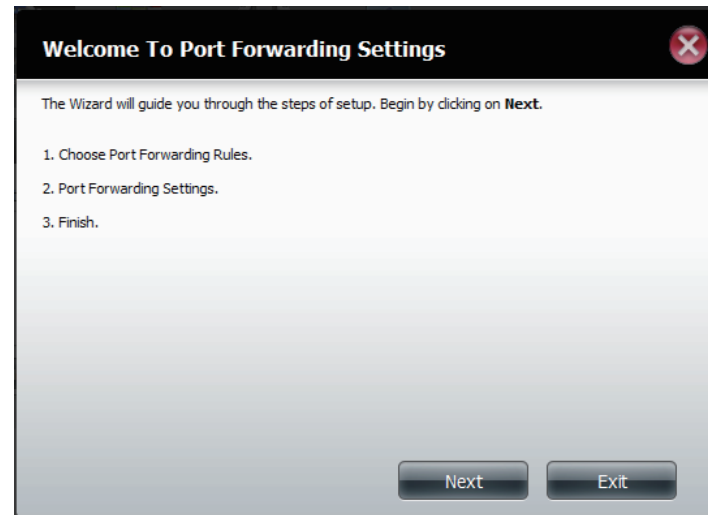 Welcome To Port Forwarding Settings
The Wizard will guide you through the steps of setup. Begin by clicking on Next.
1. Choose Port Forwarding Rules.
2. Port Forwarding Settings.
3. Finish.
Next Exit